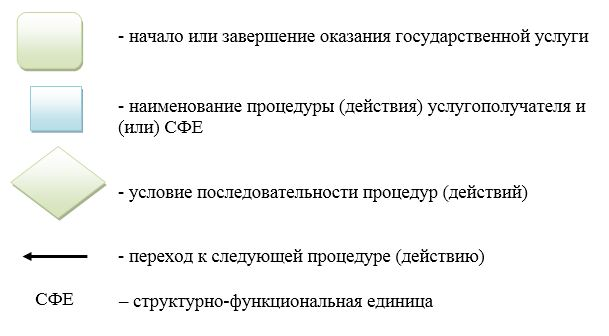 - начало или завершение оказания государственной услуги
- наименование процедуры (действия) услугополучателя и
(или) СФЕ
- условие последовательности процедур (действий)
- переход к следующей процедуре (действию)
СФЕ – структурно-функциональная единица